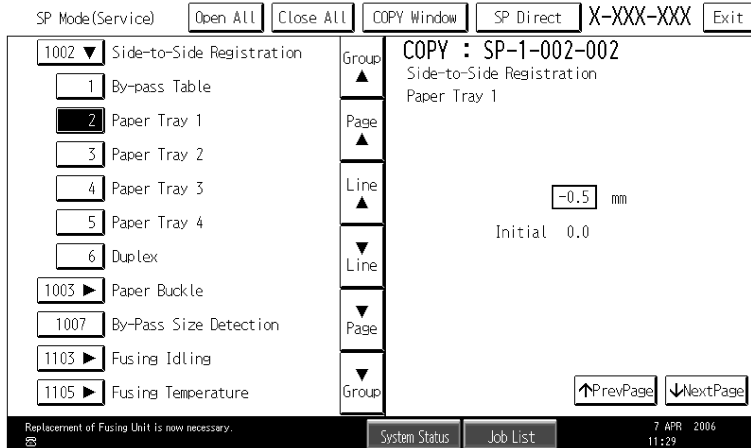 SP Mode(Service) Open All Close All COPY Window SP Direct X-XXX-XXX Exit
1002 ▼ Side-to-Side Registration
1 By-pass Table
2 Paper Tray 1
3 Paper Tray 2
4 Paper Tray 3
5 Paper Tray 4
6 Duplex
1003 ► Paper Buckle
1007 By-Pass Size Detection
1103 ► Fusing Idling
1105 ► Fusing Temperature
Group ▲
Page ▲
Line ▲
▼ Line
▼ Page
▼ Group
COPY : SP-1-002-002
Side-to-Side Registration
Paper Tray 1
-0.5 mm
Initial 0.0
↑PrevPage ↓NextPage
Replacement of Fusing Unit is now necessary.
System Status Job List
7 APR 2006
11:29